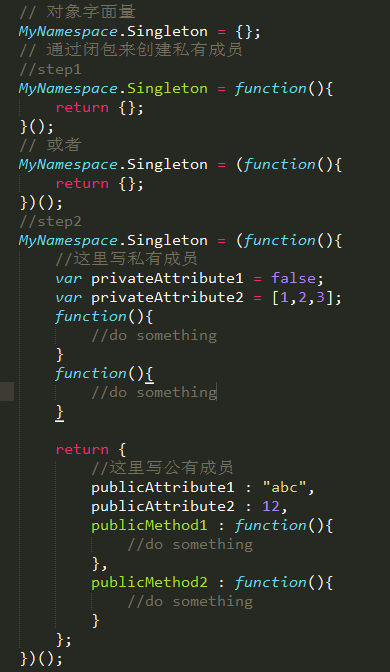 // 对象字面量
MyNamespace.Singleton = {};
// 通过闭包来创建私有成员
//step1
MyNamespace.Singleton = function(){
    return {};
}();
// 或者
MyNamespace.Singleton = (function(){
    return {};
})();
//step2
MyNamespace.Singleton = (function(){
    //这里写私有成员
    var privateAttribute1 = false;
    var privateAttribute2 = [1,2,3];
    function(){
        //do something
    }
    function(){
        //do something
    }

    return {
        //这里写公有成员
        publicAttribute1 : "abc",
        publicAttribute2 : 12,
        publicMethod1 : function(){
            //do something
        },
        publicMethod2 : function(){
            //do something
        }
    };
})();